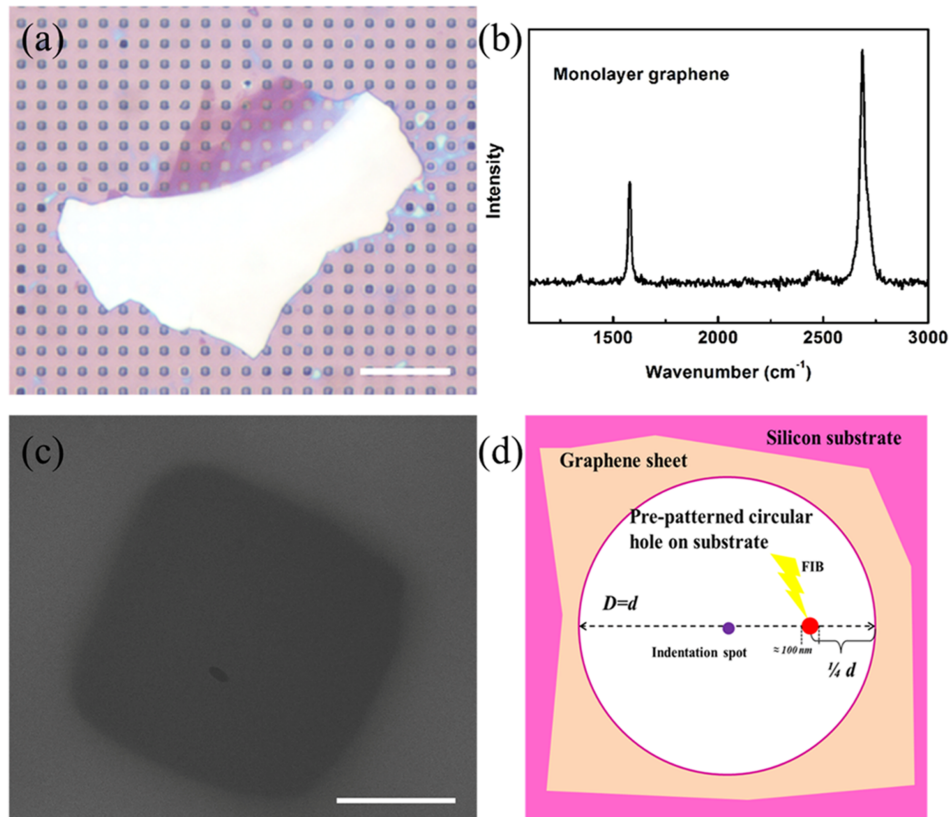 (a)
(b)
Monolayer graphene
Intensity
1500
2000
2500
3000
Wavenumber (cm⁻¹)
(c)
(d)
Silicon substrate
Graphene sheet
Pre-patterned circular
hole on substrate
FIB
D=d
Indentation spot
≈ 100 nm
¼ d